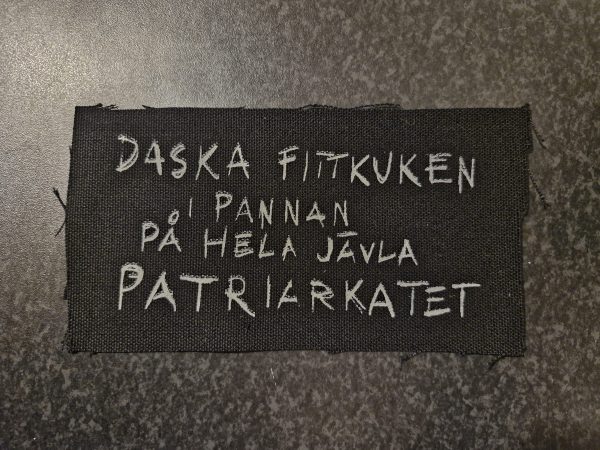 DASKA FITTKUKEN
I PANNAN
PÅ HELA JÄVLA
PATRIARKATET